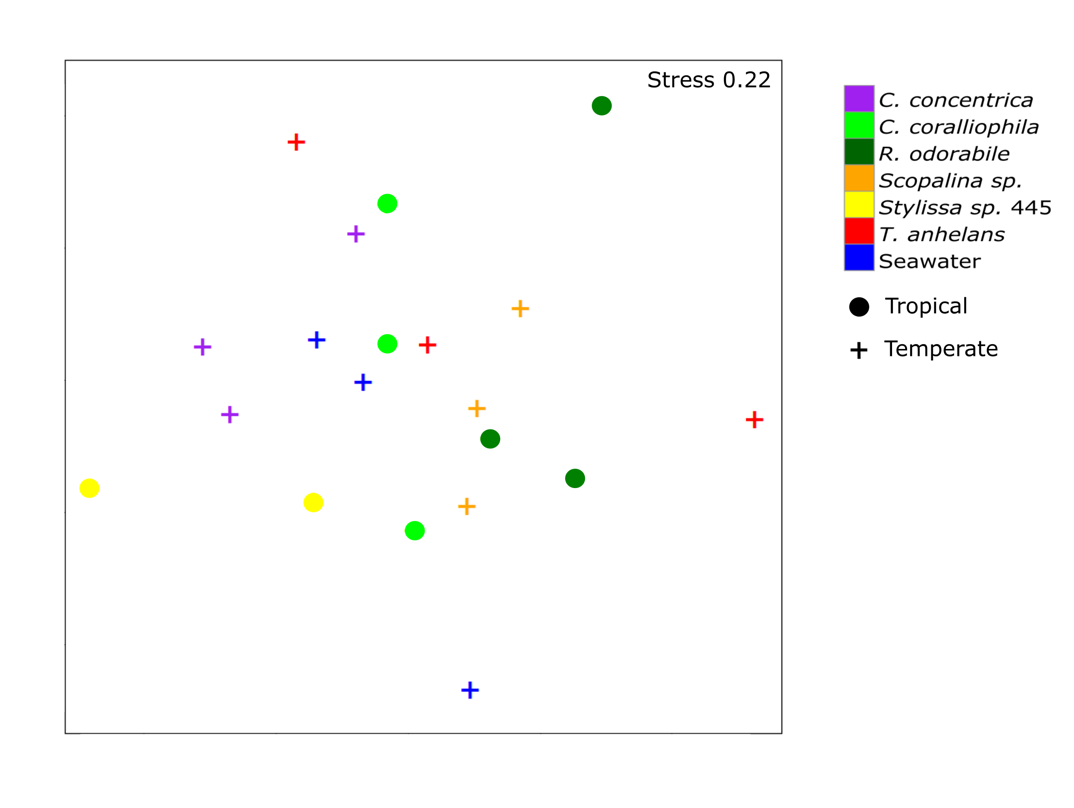 Stress 0.22
C. concentrica
C. coralliophila
R. odorabile
Scopalina sp.
Stylissa sp. 445
T. anhelans
Seawater
Tropical
Temperate